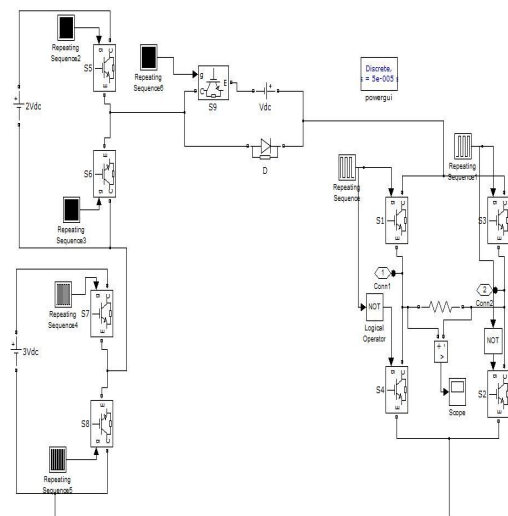 Repeating
Sequence2
g
C
E
S5
2Vdc
S6
E
g
C
Repeating
Sequence3
Repeating
Sequence6
g
C
E
S9
+
Vdc
D
Discrete,
s = 5e-005 s
powergui
Repeating
Sequence
Repeating
Sequence1
g
C
S1
E
g
C
S3
E
1
Conn1
2
Conn2
NOT
Logical
Operator
NOT
+
-
v
Scope
g
C
S4
E
g
C
S2
E
Repeating
Sequence4
g
C
S7
E
3Vdc
E
S8
g
C
Repeating
Sequence5